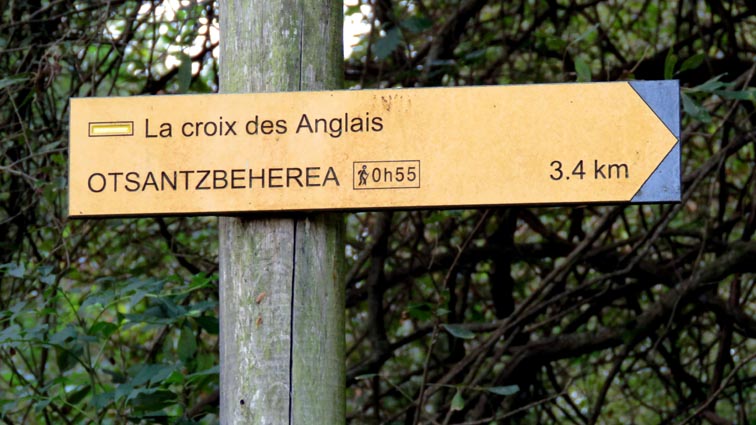 La croix des Anglais
OTSANTZBEHEREA 0h55 3.4 km